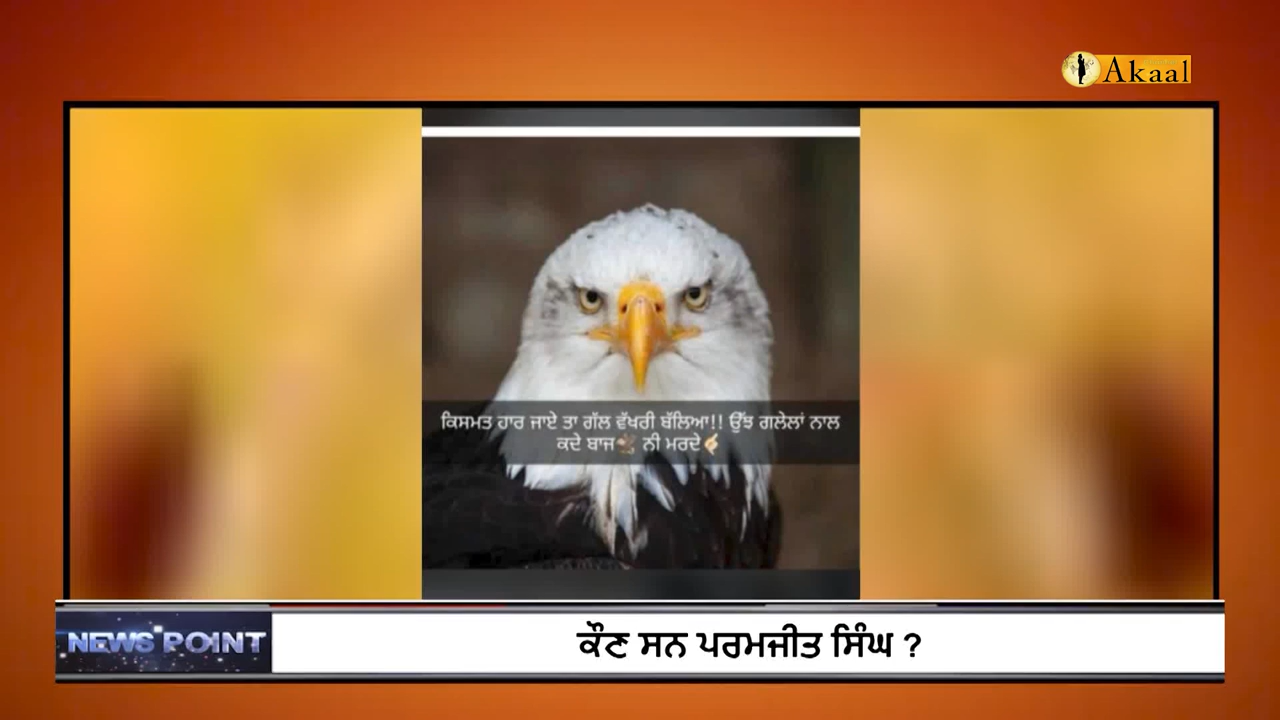 Akaal
ਕਿਸਮਤ ਹਾਰ ਜਾਏ ਤਾ ਗੱਲ ਵੱਖਰੀ ਬੱਲਿਆ!! ਉੱਝ ਗਲੇਲਾਂ ਨਾਲ
ਕਦੇ ਬਾਜ🦅 ਨੀ ਮਰਦੇ☝
NEWS POINT
ਕੌਣ ਸਨ ਪਰਮਜੀਤ ਸਿੰਘ ?